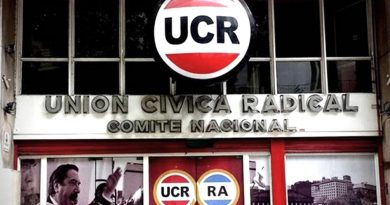 UCR
UNION CIVICA RADICAL
COMITE NACIONAL
UCR RA